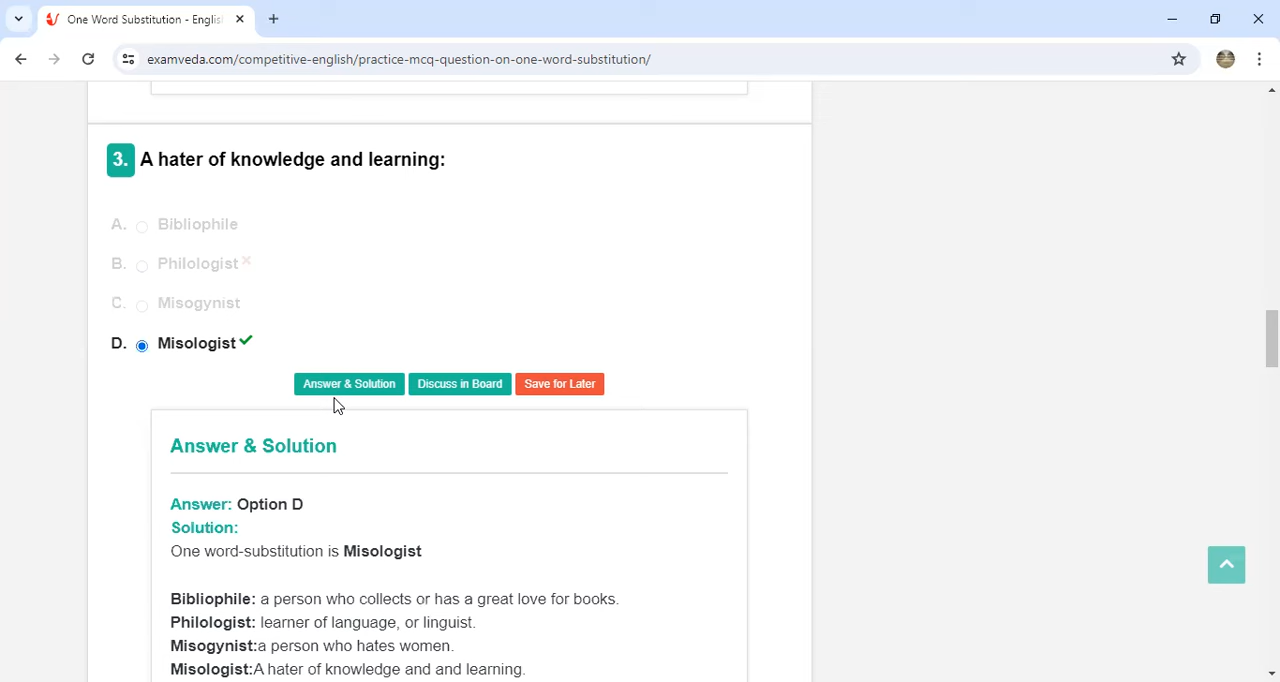 One Word Substitution - Englis
examveda.com/competitive-english/practice-mcq-question-on-one-word-substitution/
3. A hater of knowledge and learning:
A. Bibliophile
B. Philologist
C. Misogynist
D. Misologist
Answer & Solution Discuss in Board Save for Later
Answer & Solution
Answer: Option D
Solution:
One word-substitution is Misologist
Bibliophile: a person who collects or has a great love for books.
Philologist: learner of language, or linguist.
Misogynist:a person who hates women.
Misologist:A hater of knowledge and and learning.